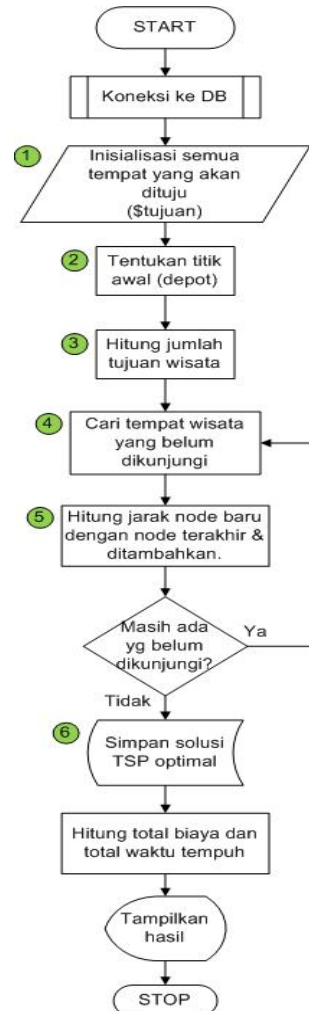 START
Koneksi ke DB
1
Inisialisasi semua
tempat yang akan
dituju
($tujuan)
2
Tentukan titik
awal (depot)
3
Hitung jumlah
tujuan wisata
4
Cari tempat wisata
yang belum
dikunjungi
5
Hitung jarak node baru
dengan node terakhir &
ditambahkan.
Masih ada
yg belum
dikunjungi?
Ya
Tidak
6
Simpan solusi
TSP optimal
Hitung total biaya dan
total waktu tempuh
Tampilkan
hasil
STOP